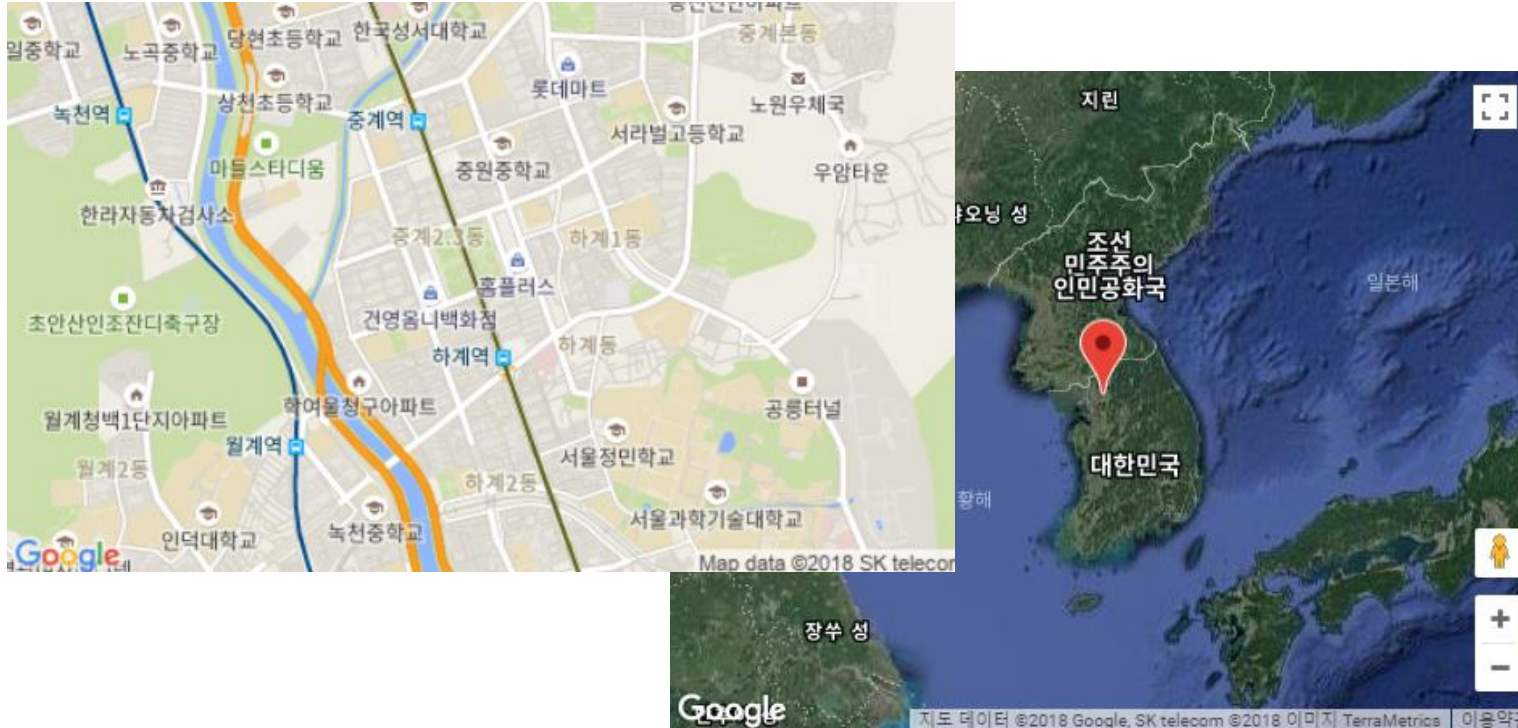 한국성서대학교
당현초등학교
중계본동
일중학교
노곡중학교
롯데마트
상천초등학교
노원우체국
녹천역
중계역
서라벌고등학교
마들스타디움
중원중학교
우암타운
한라자동차검사소
중계2.3동
하계1동
홈플러스
건영옴니백화점
초안산인조잔디축구장
하계역
하계동
학여울청구아파트
공릉터널
월계청백1단지아파트
월계역
월계2동
서울정민학교
하계2동
서울과학기술대학교
인덕대학교
녹천중학교
Google
Map data ©2018 SK telecom
지린
랴오닝 성
조선
민주주의
인민공화국
일본해
대한민국
황해
장쑤 성
Google
지도 데이터 ©2018 Google, SK telecom ©2018 이미지 TerraMetrics
이용약관